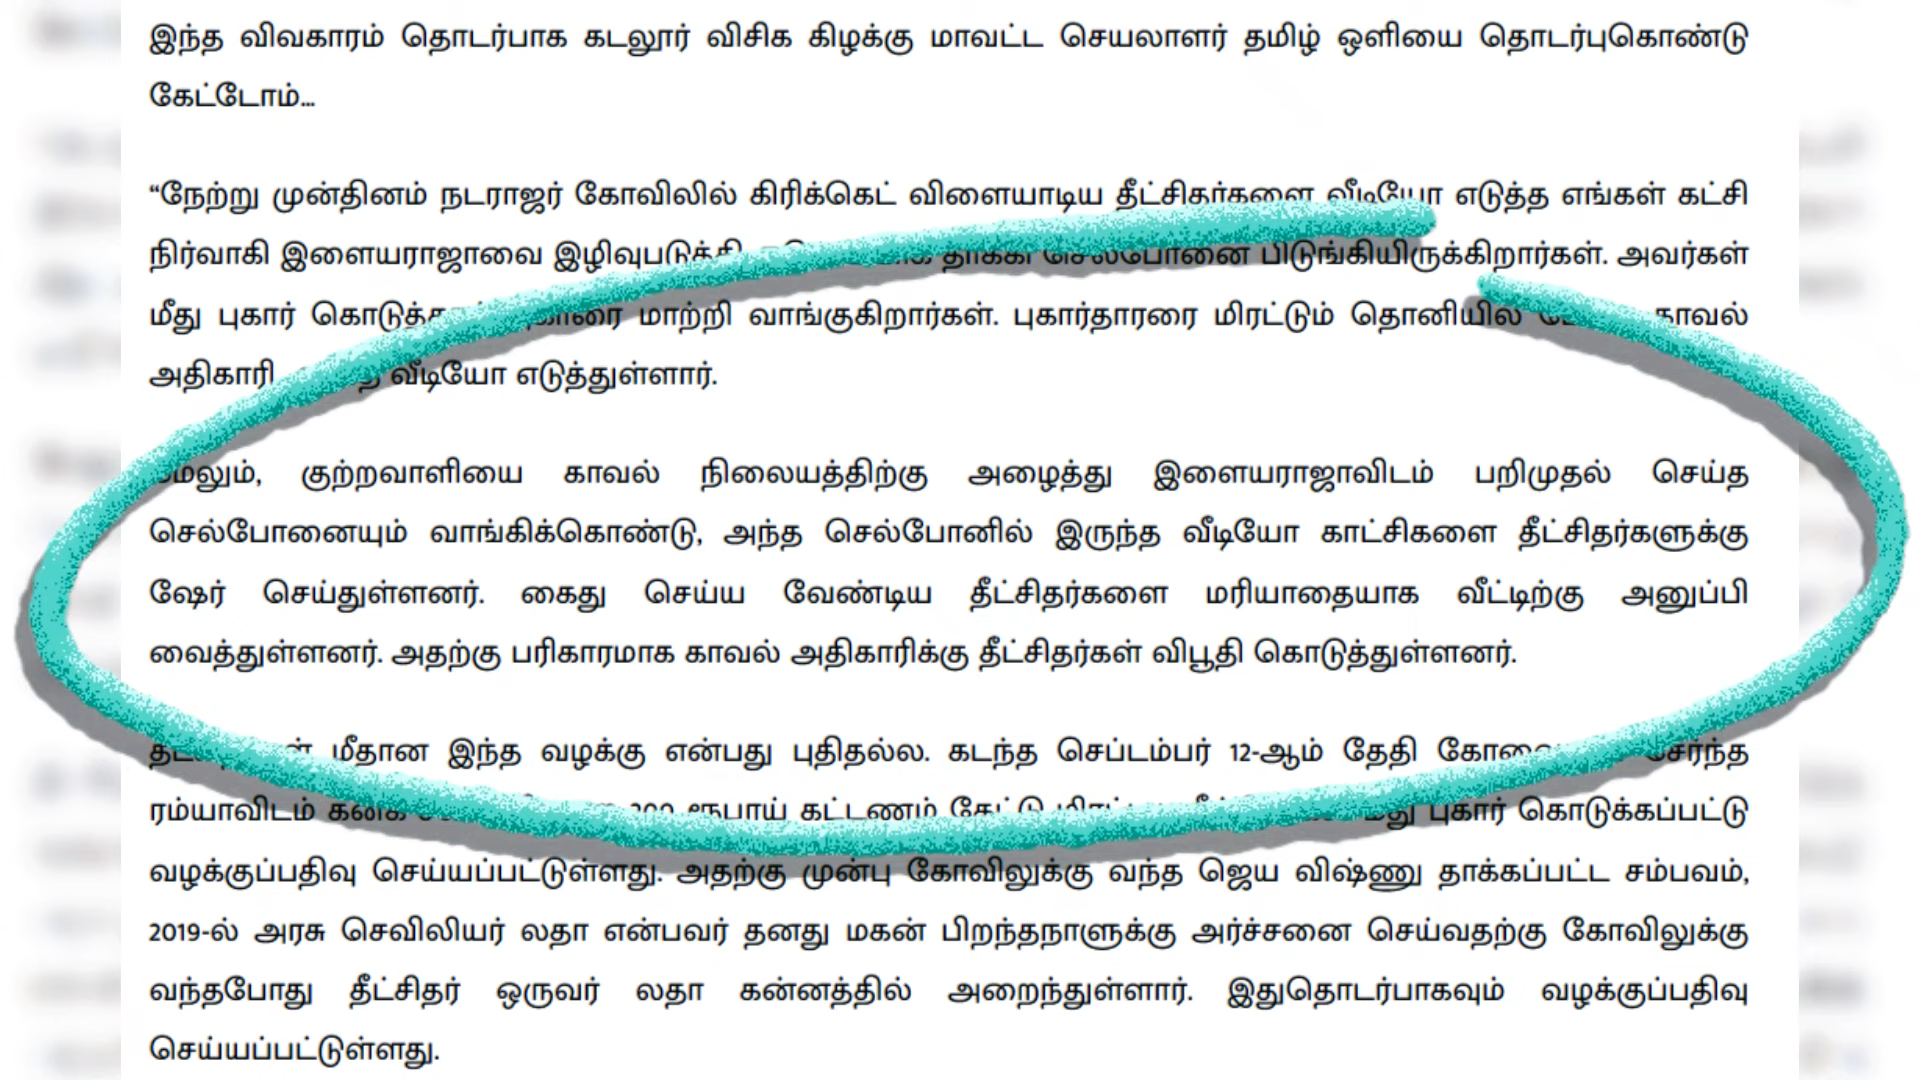 இந்த விவகாரம் தொடர்பாக கடலூர் விசிக கிழக்கு மாவட்ட செயலாளர் தமிழ் ஒளியை தொடர்புகொண்டு
கேட்டோம்...
“நேற்று முன்தினம் நடராஜர் கோவிலில் கிரிக்கெட் விளையாடிய தீட்சிதர்களை வீடியோ எடுத்த எங்கள் கட்சி
நிர்வாகி இளையராஜாவை இழிவுபடுத்தி தாக்கி செல்போனை பிடுங்கியிருக்கிறார்கள். அவர்கள்
மீது புகார் மாற்றி வாங்குகிறார்கள். புகார்தாரரை மிரட்டும் தொனியில் காவல்
அதிகாரி வீடியோ எடுத்துள்ளார்.
மேலும், குற்றவாளியை காவல் நிலையத்திற்கு அழைத்து இளையராஜாவிடம் பறிமுதல் செய்த
செல்போனையும் வாங்கிக்கொண்டு, அந்த செல்போனில் இருந்த வீடியோ காட்சிகளை தீட்சிதர்களுக்கு
ஷேர் செய்துள்ளனர். கைது செய்ய வேண்டிய தீட்சிதர்களை மரியாதையாக வீட்டிற்கு அனுப்பி
வைத்துள்ளனர். அதற்கு பரிகாரமாக காவல் அதிகாரிக்கு தீட்சிதர்கள் விபூதி கொடுத்துள்ளனர்.
மீதான இந்த வழக்கு என்பது புதிதல்ல. கடந்த செப்டம்பர் 12-ஆம் தேதி சேர்ந்த
ரம்யாவிடம் ரூபாய் கட்டணம் கேட்டு மீது புகார் கொடுக்கப்பட்டு
வழக்குப்பதிவு செய்யப்பட்டுள்ளது. அதற்கு முன்பு கோவிலுக்கு வந்த ஜெய விஷ்ணு தாக்கப்பட்ட சம்பவம்,
2019-ல் அரசு செவிலியர் லதா என்பவர் தனது மகன் பிறந்தநாளுக்கு அர்ச்சனை செய்வதற்கு கோவிலுக்கு
வந்தபோது தீட்சிதர் ஒருவர் லதா கன்னத்தில் அறைந்துள்ளார். இதுதொடர்பாகவும் வழக்குப்பதிவு
செய்யப்பட்டுள்ளது.